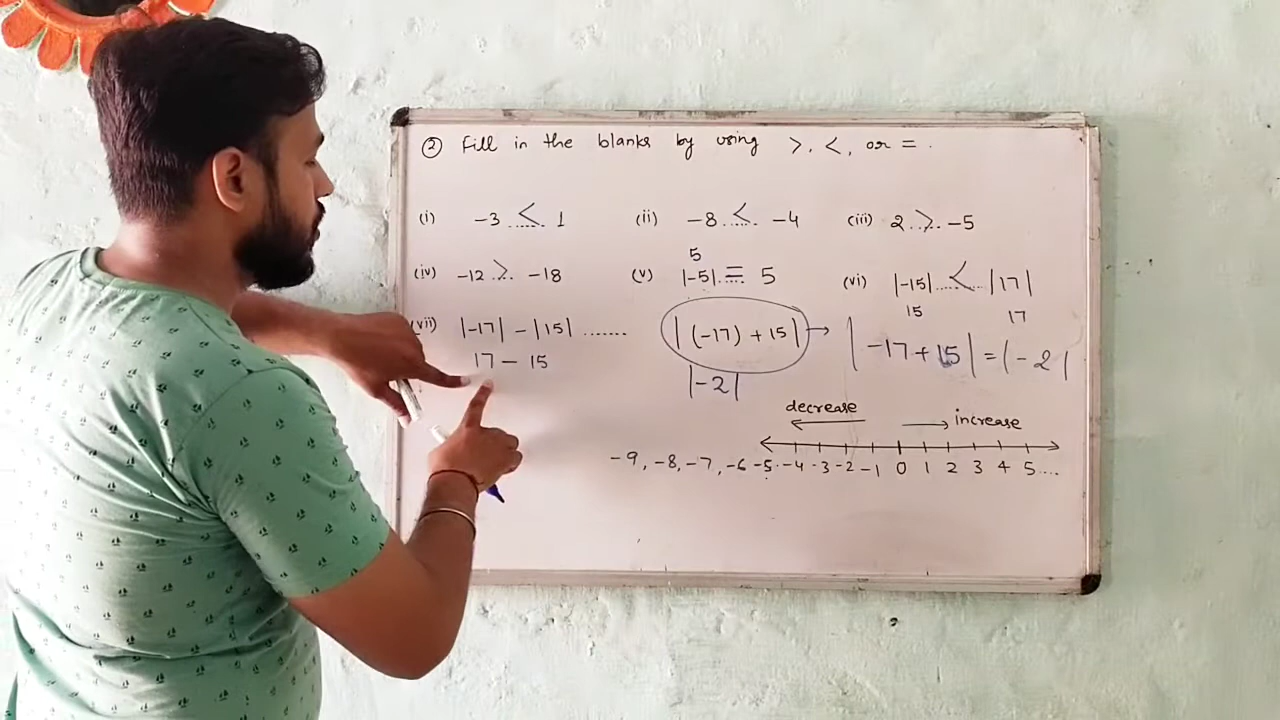 ② Fill in the blanks by using >, <, or = .
(i) -3 ..<.. 1 (ii) -8 ..<.. -4 (iii) 2 ..>.. -5
5
(iv) -12 ..>.. -18 (v) |-5| ..=.. 5 (vi) |-15| ..<.. |17|
15 17
(vii) |-17| - |15| ....... |(-17) + 15| → |-17 + 15| = |-2|
17 - 15
|-2|
decrease increase
-9, -8, -7, -6 -5 -4 -3 -2 -1 0 1 2 3 4 5 ....